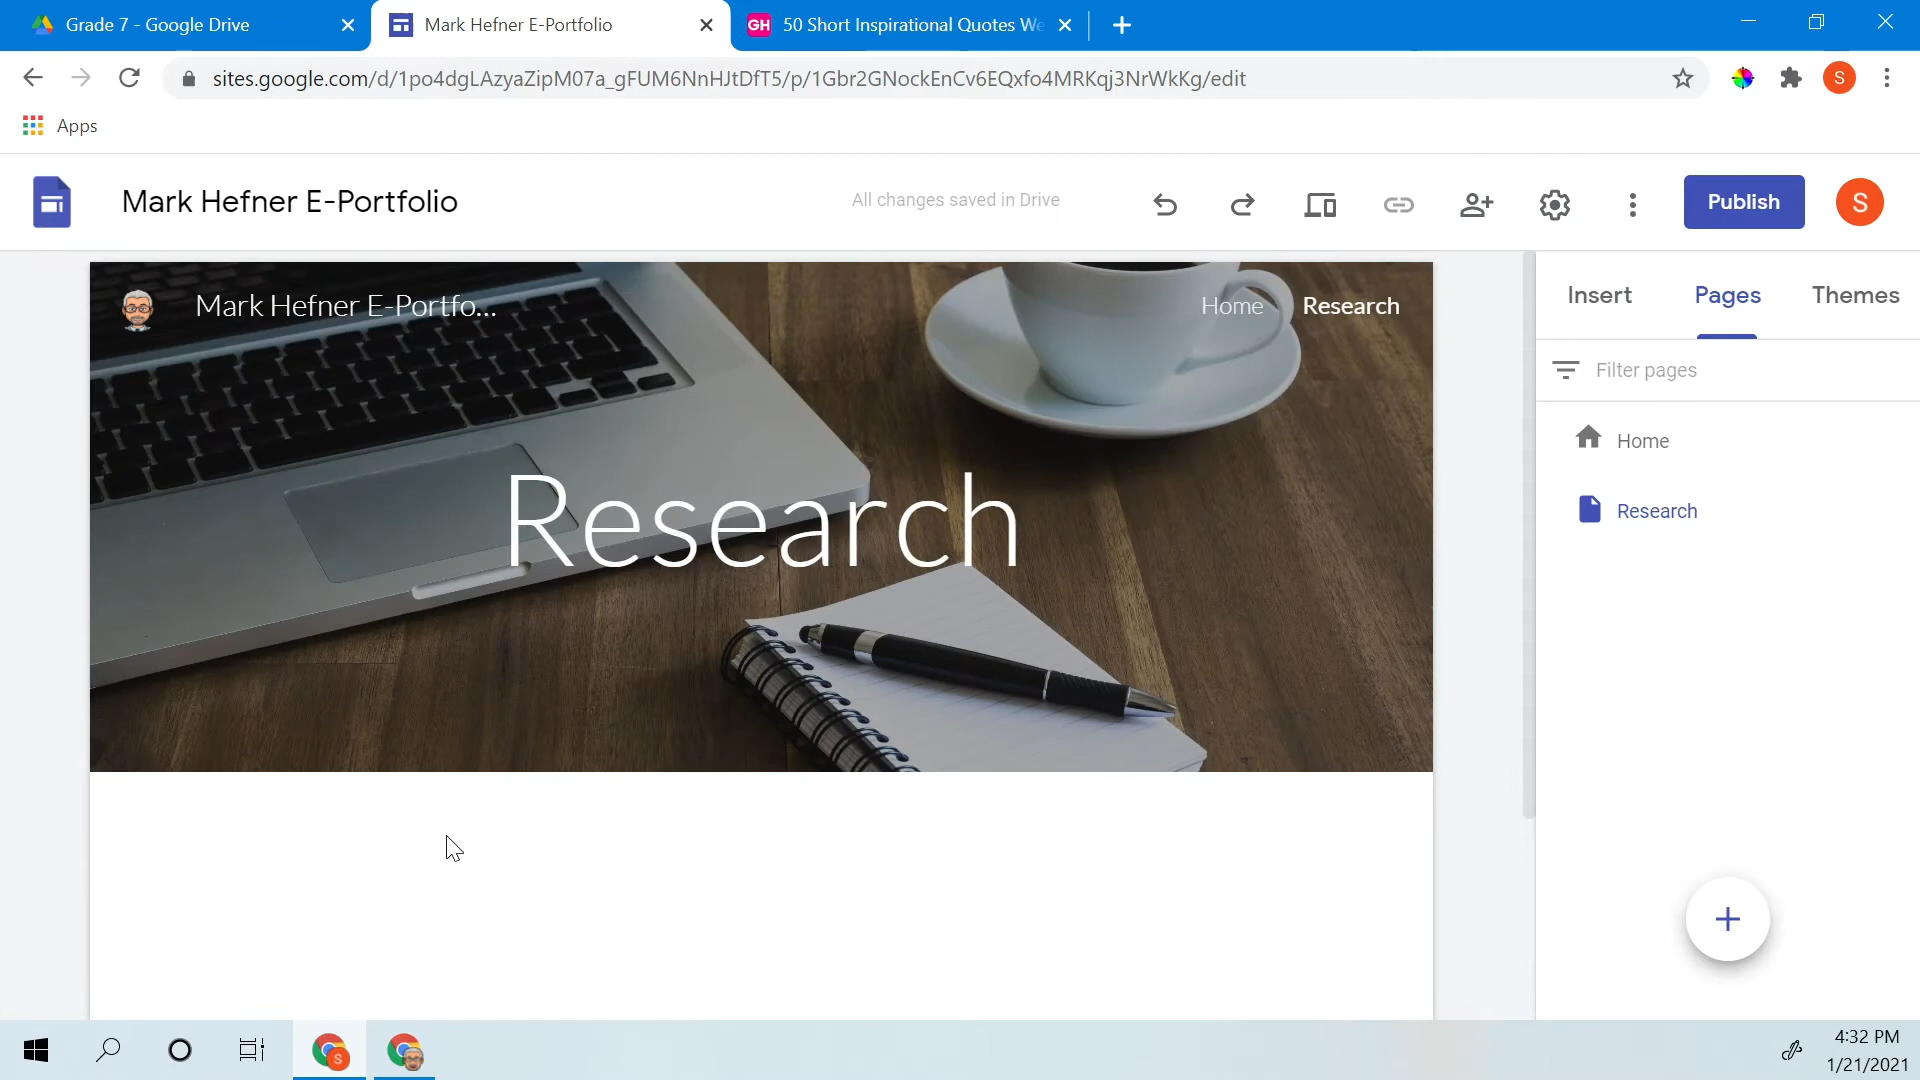 Grade 7 - Google Drive
Mark Hefner E-Portfolio
GH 50 Short Inspirational Quotes We
sites.google.com/d/1po4dgLAzyaZipM07a_gFUM6NnHJtDfT5/p/1Gbr2GNockEnCv6EQxfo4MRKqj3NrWkKg/edit
S
Apps
Mark Hefner E-Portfolio
All changes saved in Drive
Publish
S
Mark Hefner E-Portfo...
Home
Research
Insert
Pages
Themes
Filter pages
Home
Research
Research
S
4:32 PM
1/21/2021